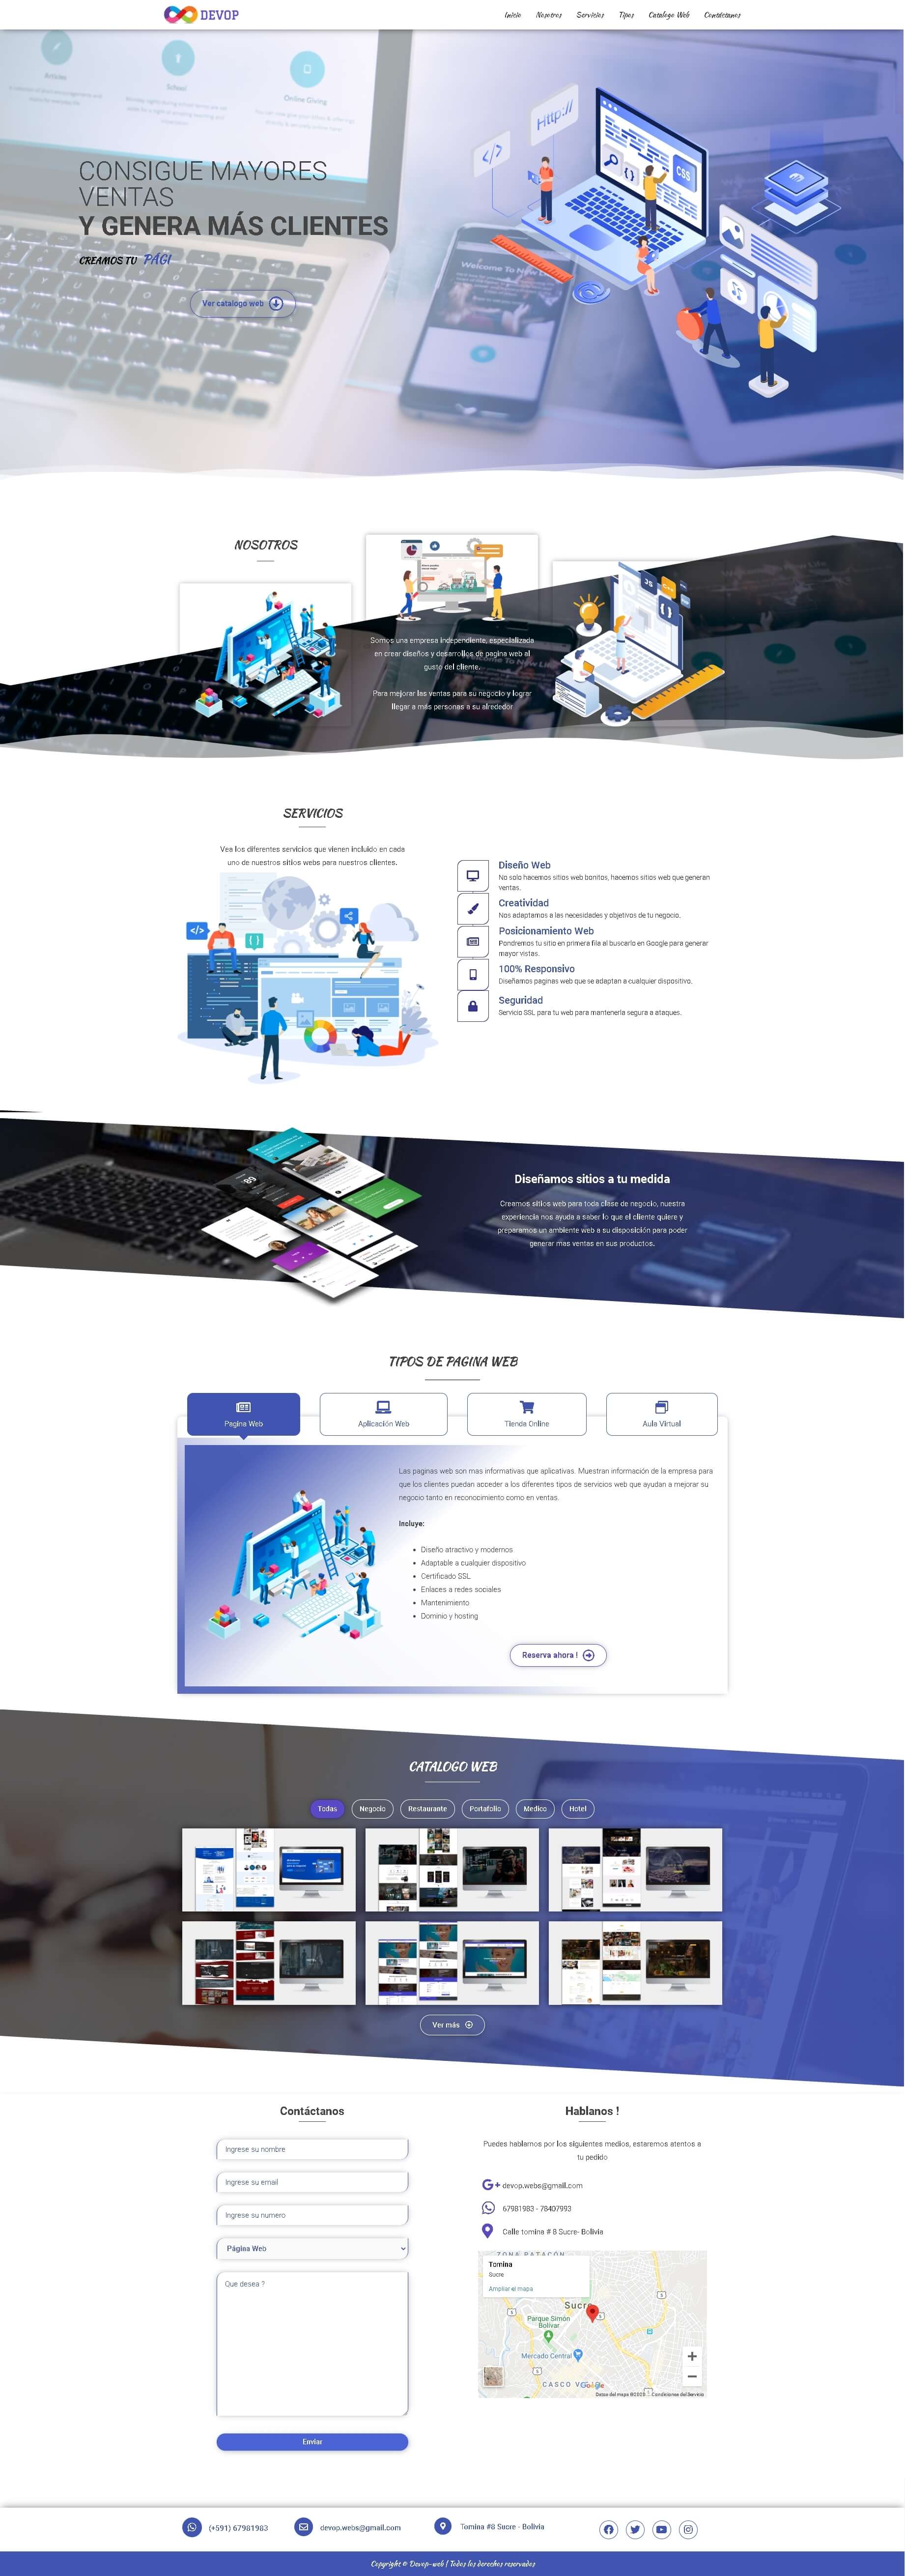 DEVOP
Inicio Nosotros Servicios Tipos Catalogo Web Contáctanos
Articles
School
Online Giving
Http://
</>
CSS
CONSIGUE MAYORES
VENTAS
Y GENERA MÁS CLIENTES
CREAMOS TU PÁGI
Ver catalogo web
NOSOTROS
Somos una empresa independiente, especializada
en crear diseños y desarrollos de pagina web al
gusto del cliente.
Para mejorar las ventas para su negocio y lograr
llegar a más personas a su alrededor
JS
SERVICIOS
Vea los diferentes servicios que vienen incluido en cada
uno de nuestros sitios webs para nuestros clientes.
</>
{ }
Diseño Web
No solo hacemos sitios web bonitos, hacemos sitios web que generan
ventas.
Creatividad
Nos adaptamos a las necesidades y objetivos de tu negocio.
Posicionamiento Web
Pondremos tu sitio en primera fila al buscarlo en Google para generar
mayor vistas.
100% Responsivo
Diseñamos paginas web que se adaptan a cualquier dispositivo.
Seguridad
Servicio SSL para tu web para mantenerla segura a ataques.
Diseñamos sitios a tu medida
Creamos sitios web para toda clase de negocio, nuestra
experiencia nos ayuda a saber lo que el cliente quiere y
preparamos un ambiente web a su disposición para poder
generar mas ventas en sus productos.
TIPOS DE PAGINA WEB
Pagina Web
Aplicación Web
Tienda Online
Aula Virtual
Las paginas web son mas informativas que aplicativas. Muestran información de la empresa para
que los clientes puedan acceder a los diferentes tipos de servicios web que ayudan a mejorar su
negocio tanto en reconocimiento como en ventas.
Incluye:
Diseño atractivo y modernos
Adaptable a cualquier dispositivo
Certificado SSL
Enlaces a redes sociales
Mantenimiento
Dominio y hosting
Reserva ahora !
CATALOGO WEB
Todas Negocio Restaurante Portafolio Medico Hotel
Ver más
Contáctanos
Ingrese su nombre
Ingrese su email
Ingrese su numero
Página Web
Que desea ?
Enviar
Hablanos !
Puedes hablarnos por los siguientes medios, estaremos atentos a
tu pedido
devop.webs@gmail.com
67981983 - 78407993
Calle tomina # 8 Sucre- Bolivia
ZONA PATACÓN
Tomina
Sucre
Ampliar el mapa
Sucre
Parque Simón
Bolívar
Mercado Central
CASCO VIEJO
Google
Datos del mapa ©2025 Condiciones del Servicio
(+591) 67981983
devop.webs@gmail.com
Tomina #8 Sucre - Bolivia
Copyright © Devop-web | Todos los derechos reservados